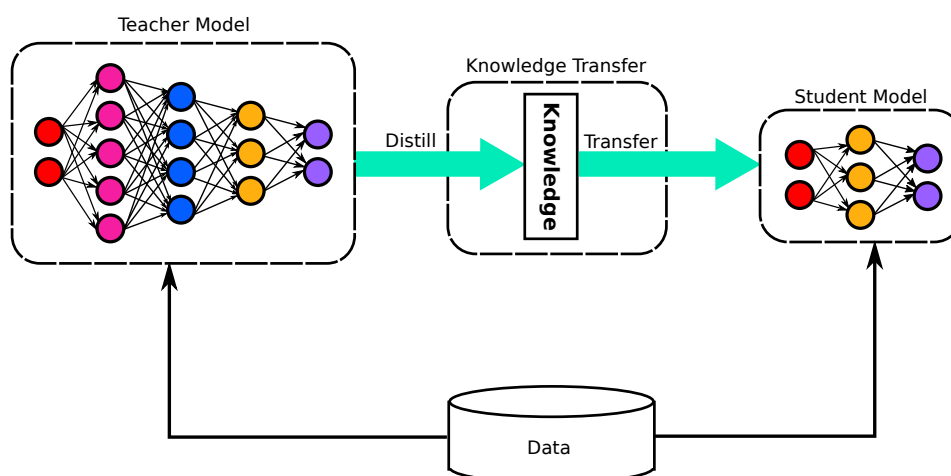 Teacher Model
Knowledge Transfer
Student Model
Distill
Knowledge
Transfer
Data